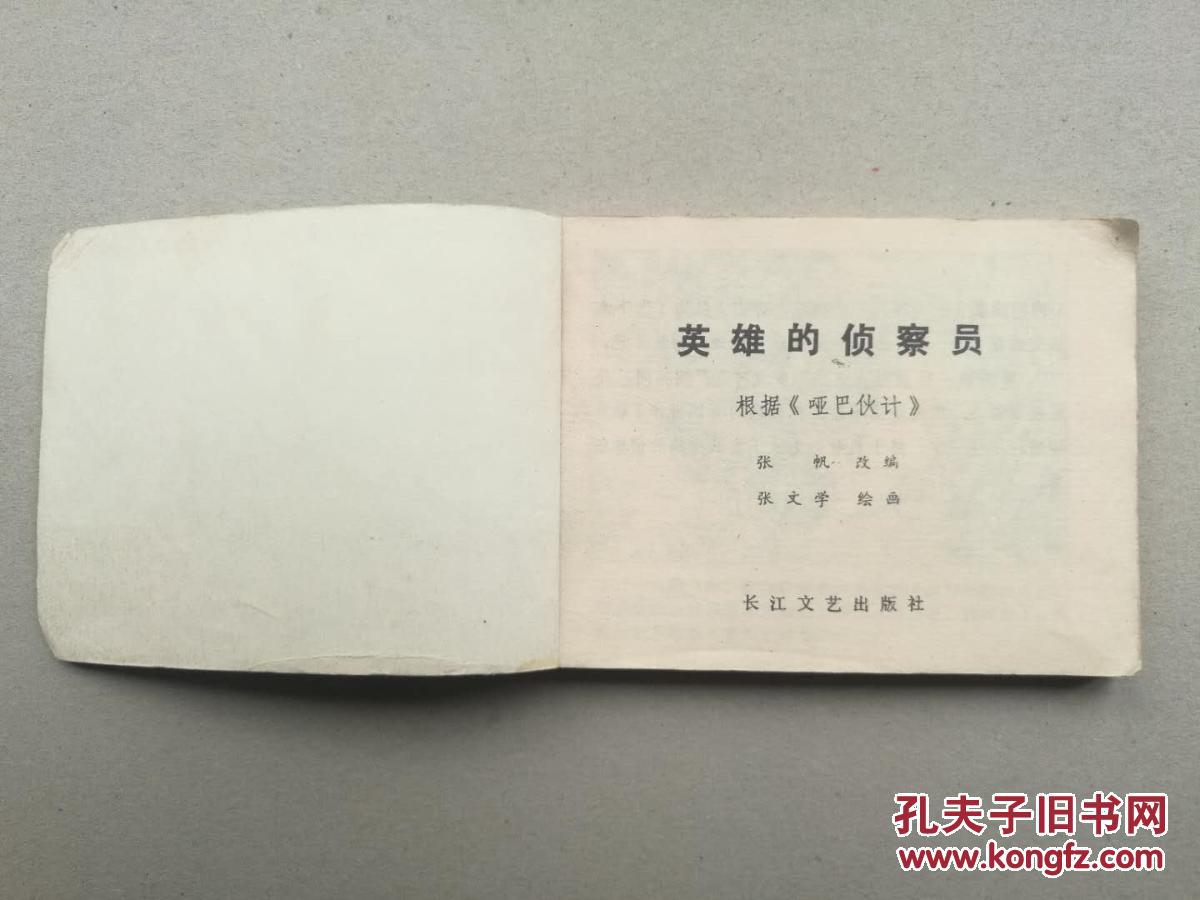 英雄的侦察员
根据《哑巴伙计》
张 帆 改编
张文学 绘画
长江文艺出版社
孔夫子旧书网
www.kongfz.com